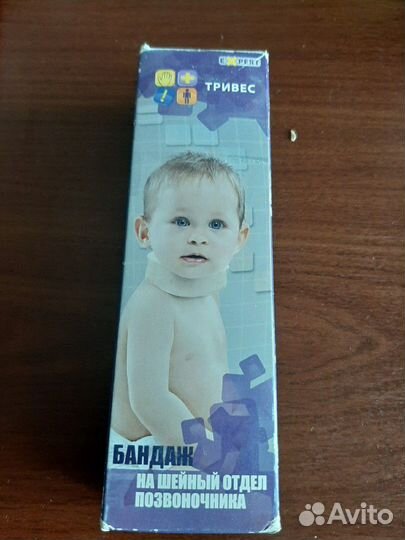 EXPERT
ТРИВЕС
БАНДАЖ
НА ШЕЙНЫЙ ОТДЕЛ
ПОЗВОНОЧНИКА
Avito